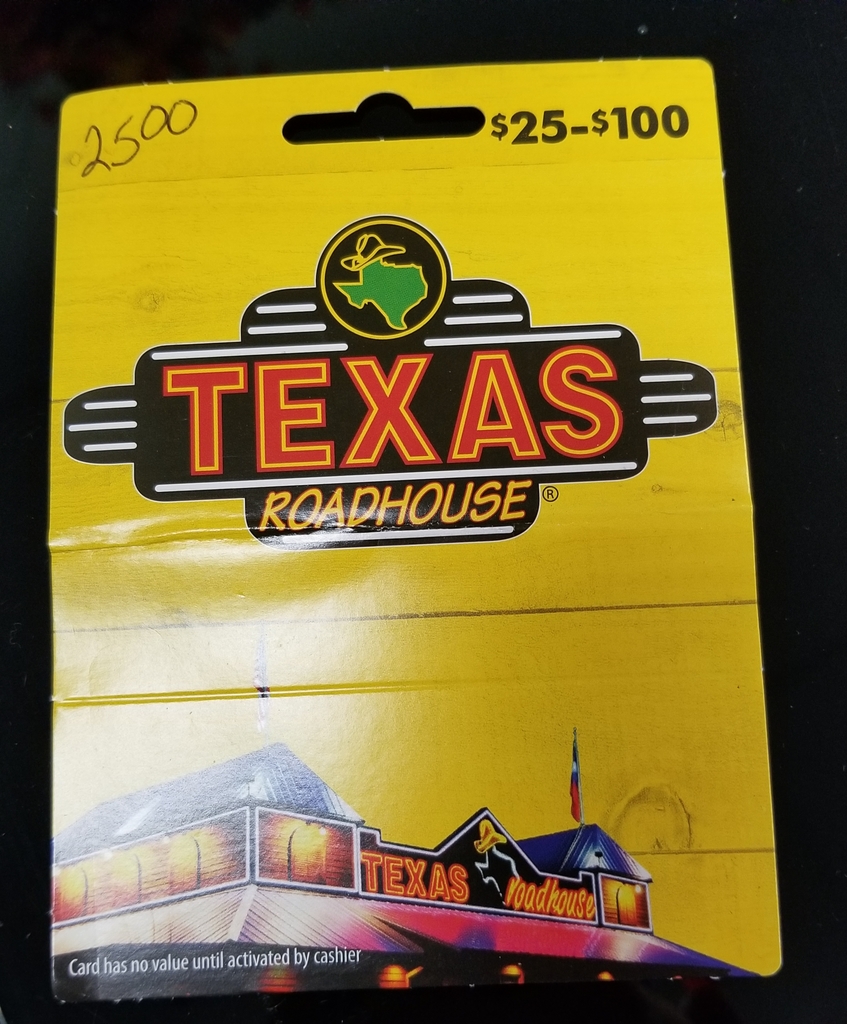 2500
$25-$100
TEXAS
ROADHOUSE®
TEXAS
roadhouse
Card has no value until activated by cashier